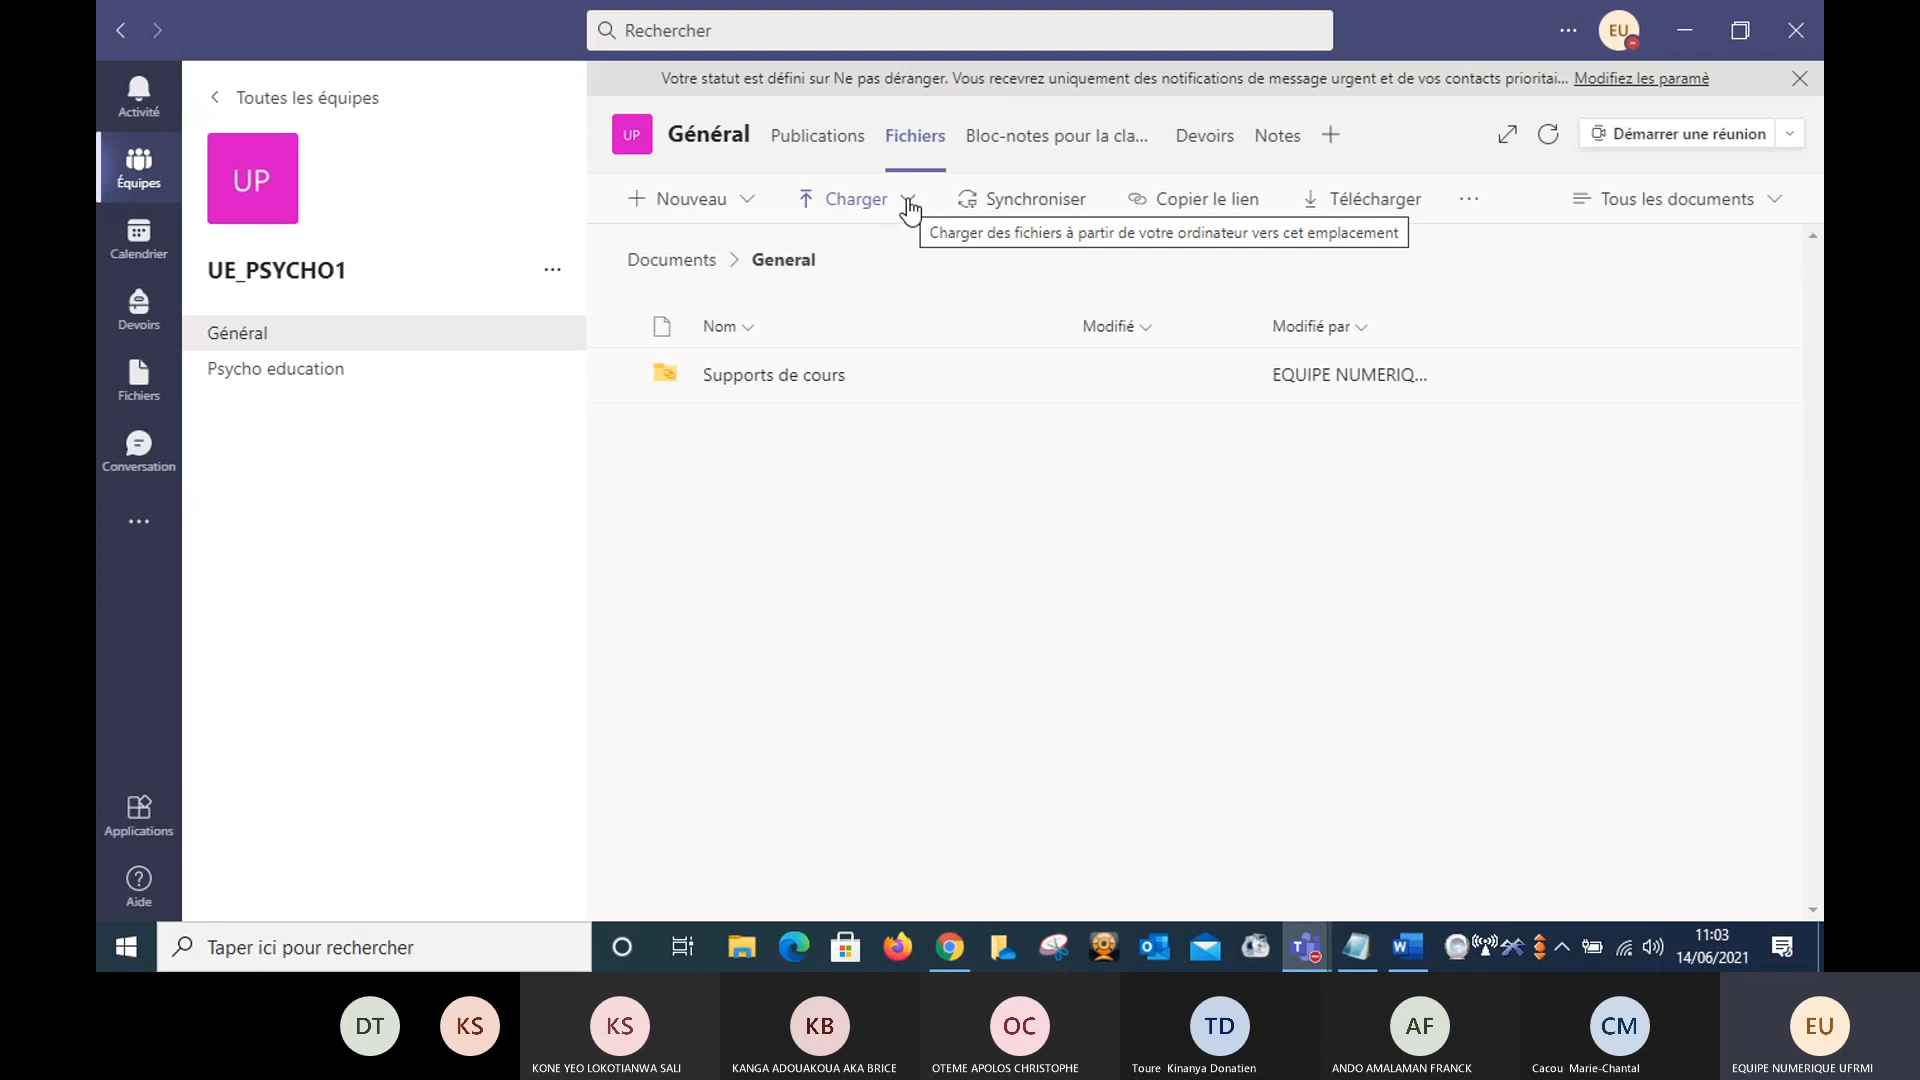 Rechercher
EU
Votre statut est défini sur Ne pas déranger. Vous recevrez uniquement des notifications de message urgent et de vos contacts prioritai... Modifiez les paramè
Activité
Équipes
Calendrier
Devoirs
Fichiers
Conversation
Applications
Aide
Toutes les équipes
UP
UE_PSYCHO1
Général
Psycho education
UP Général Publications Fichiers Bloc-notes pour la cla... Devoirs Notes Démarrer une réunion
Nouveau Charger Synchroniser Copier le lien Télécharger Tous les documents
Charger des fichiers à partir de votre ordinateur vers cet emplacement
Documents > General
Nom Modifié Modifié par
Supports de cours EQUIPE NUMERIQ...
Taper ici pour rechercher
11:03
14/06/2021
DT KS KS KB OC TD AF CM EU
KONE YEO LOKOTIANWA SALI KANGA ADOUAKOUA AKA BRICE OTEME APOLOS CHRISTOPHE Toure Kinanya Donatien ANDO AMALAMAN FRANCK Cacou Marie-Chantal EQUIPE NUMERIQUE UFRMI